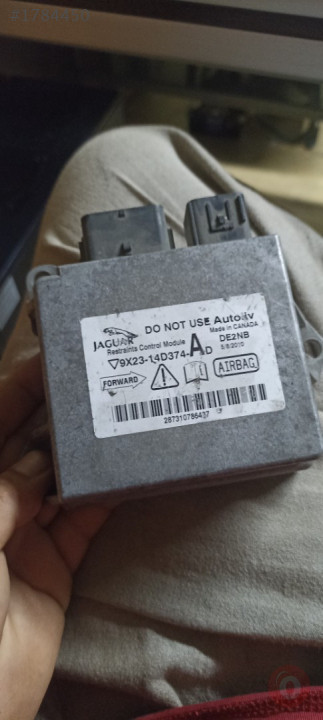 DO NOT USE Autoliv
Made in CANADA
JAGUAR
Restraints Control Module
DE2NB
9X23-14D374-AD
A
FORWARD
AIRBAG
287310786437